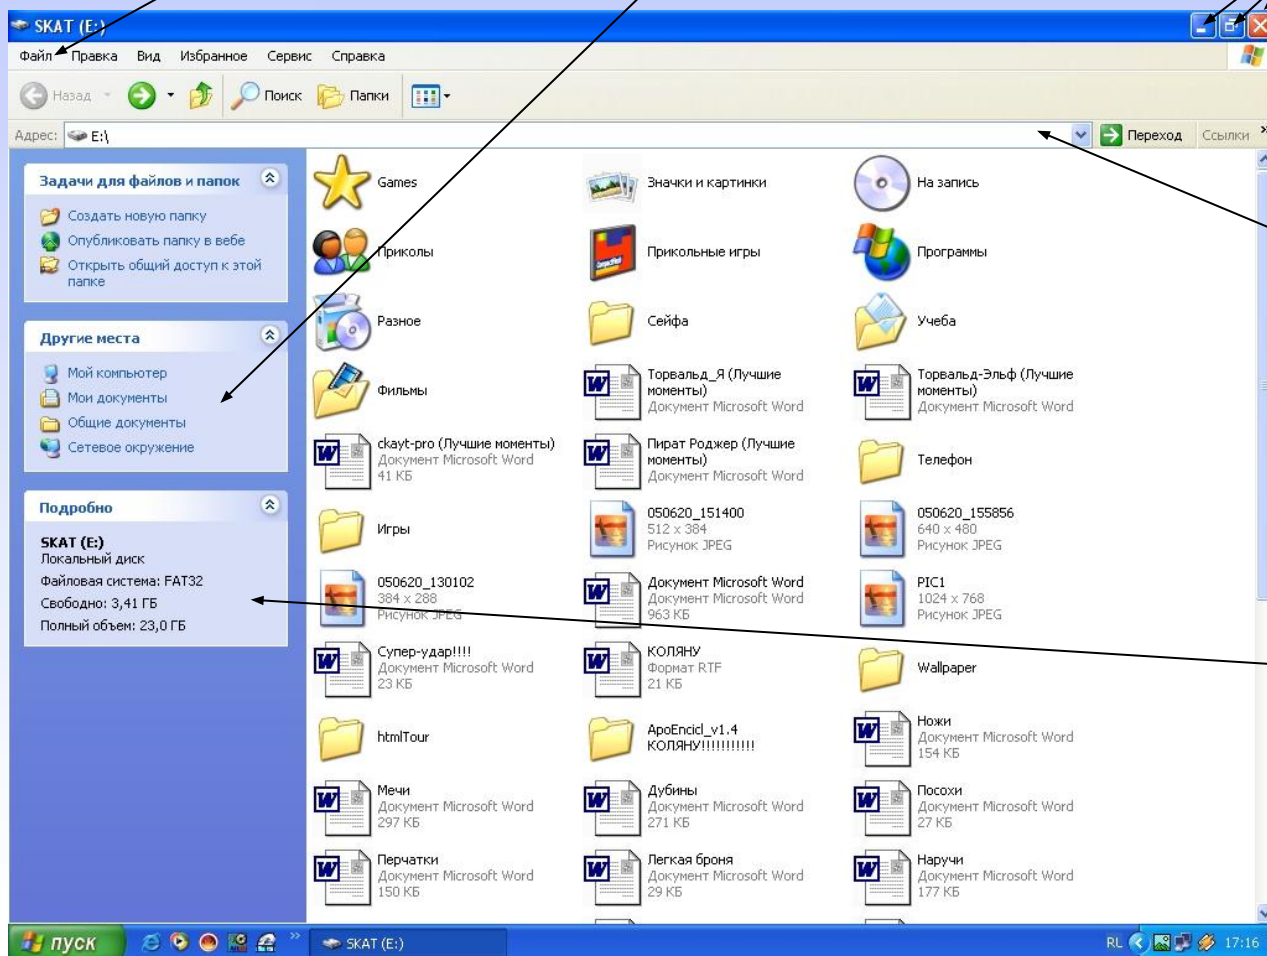 SKAT (E:)
Файл Правка Вид Избранное Сервис Справка
Назад Поиск Папки
Адрес: E:\ Переход Ссылки »
Задачи для файлов и папок
Создать новую папку
Опубликовать папку в вебе
Открыть общий доступ к этой
папке
Другие места
Мой компьютер
Мои документы
Общие документы
Сетевое окружение
Подробно
SKAT (E:)
Локальный диск
Файловая система: FAT32
Свободно: 3,41 ГБ
Полный объем: 23,0 ГБ
Games
Значки и картинки
На запись
Приколы
Прикольные игры
Программы
Разное
Сейфа
Учеба
Фильмы
Торвальд_Я (Лучшие
моменты)
Документ Microsoft Word
Торвальд-Эльф (Лучшие
моменты)
Документ Microsoft Word
ckayt-pro (Лучшие моменты)
Документ Microsoft Word
41 КБ
Пират Роджер (Лучшие
моменты)
Документ Microsoft Word
Телефон
Игры
050620_151400
512 x 384
Рисунок JPEG
050620_155856
640 x 480
Рисунок JPEG
050620_130102
384 x 288
Рисунок JPEG
Документ Microsoft Word
Документ Microsoft Word
963 КБ
PIC1
1024 x 768
Рисунок JPEG
Супер-удар!!!!
Документ Microsoft Word
23 КБ
КОЛЯНУ
Формат RTF
21 КБ
Wallpaper
htmlTour
ApoEncicl_v1.4
КОЛЯНУ!!!!!!!!!!!
Ножи
Документ Microsoft Word
154 КБ
Мечи
Документ Microsoft Word
297 КБ
Дубины
Документ Microsoft Word
271 КБ
Посохи
Документ Microsoft Word
27 КБ
Перчатки
Документ Microsoft Word
150 КБ
Легкая броня
Документ Microsoft Word
29 КБ
Наручи
Документ Microsoft Word
177 КБ
пуск » SKAT (E:) RL 17:16